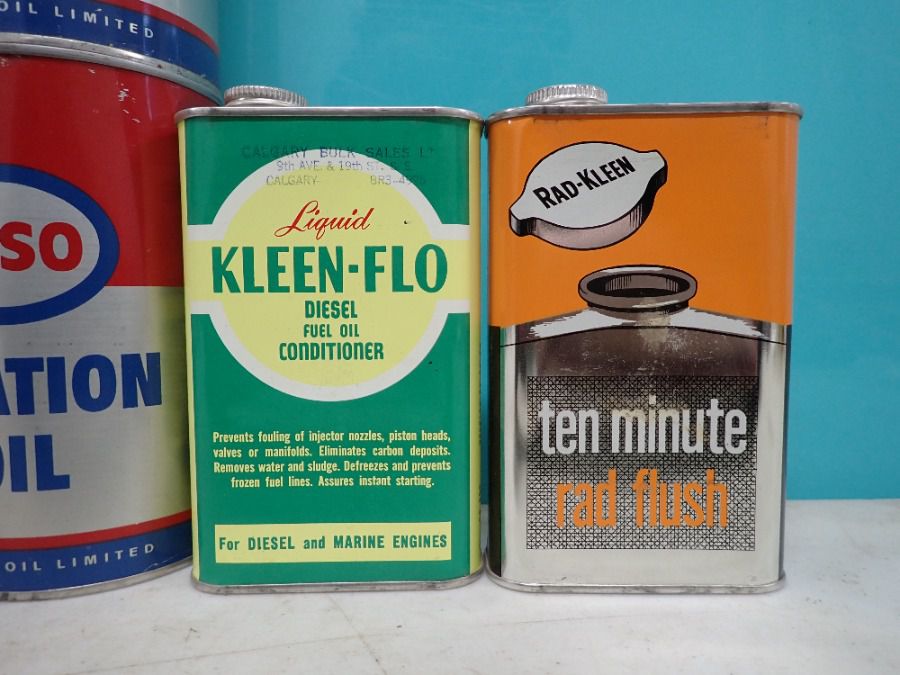 OIL LIMITED
SO
ATION
OIL
OIL LIMITED
CALGARY BULK SALES LT
9th AVE. & 19th ST. S.E.
CALGARY
Liquid
KLEEN-FLO
DIESEL
FUEL OIL
CONDITIONER
Prevents fouling of injector nozzles, piston heads,
valves or manifolds. Eliminates carbon deposits.
Removes water and sludge. Defreezes and prevents
frozen fuel lines. Assures instant starting.
For DIESEL and MARINE ENGINES
RAD-KLEEN
ten minute
rad flush